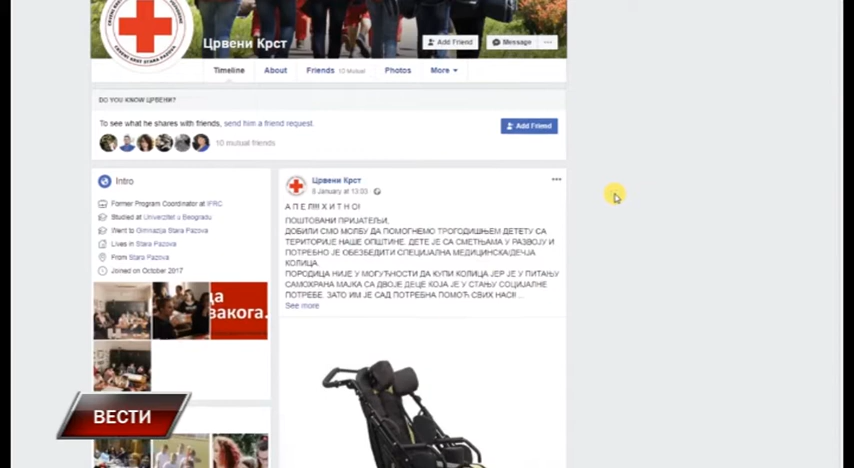 Црвени Крст
Add Friend
Message
Timeline
About
Friends 10 Mutual
Photos
More
DO YOU KNOW ЦРВЕНИ?
To see what he shares with friends, send him a friend request.
Add Friend
10 mutual friends
Intro
Former Program Coordinator at IFRC
Studied at Univerzitet u Beogradu
Went to Gimnazija Stara Pazova
Lives in Stara Pazova
From Stara Pazova
Joined on October 2017
Црвени Крст
8 January at 13:03
А П Е Л!!! Х И Т Н О!
ПОШТОВАНИ ПРИЈАТЕЉИ,
ДОБИЛИ СМО МОЛБУ ДА ПОМОГНЕМО ТРОГОДИШЊЕМ ДЕТЕТУ СА
ТЕРИТОРИЈЕ НАШЕ ОПШТИНЕ. ДЕТЕ ЈЕ СА СМЕТЊАМА У РАЗВОЈУ И
ПОТРЕБНО ЈЕ ОБЕЗБЕДИТИ СПЕЦИЈАЛНА МЕДИЦИНСКА/ДЕЧЈА
КОЛИЦА.
ПОРОДИЦА НИЈЕ У МОГУЋНОСТИ ДА КУПИ КОЛИЦА ЈЕР ЈЕ У ПИТАЊУ
САМОХРАНА МАЈКА СА ДВОЈЕ ДЕЦЕ КОЈА ЈЕ У СТАЊУ СОЦИЈАЛНЕ
ПОТРЕБЕ. ЗАТО ИМ ЈЕ САД ПОТРЕБНА ПОМОЋ СВИХ НАС!!! ...
See more
ВЕСТИ